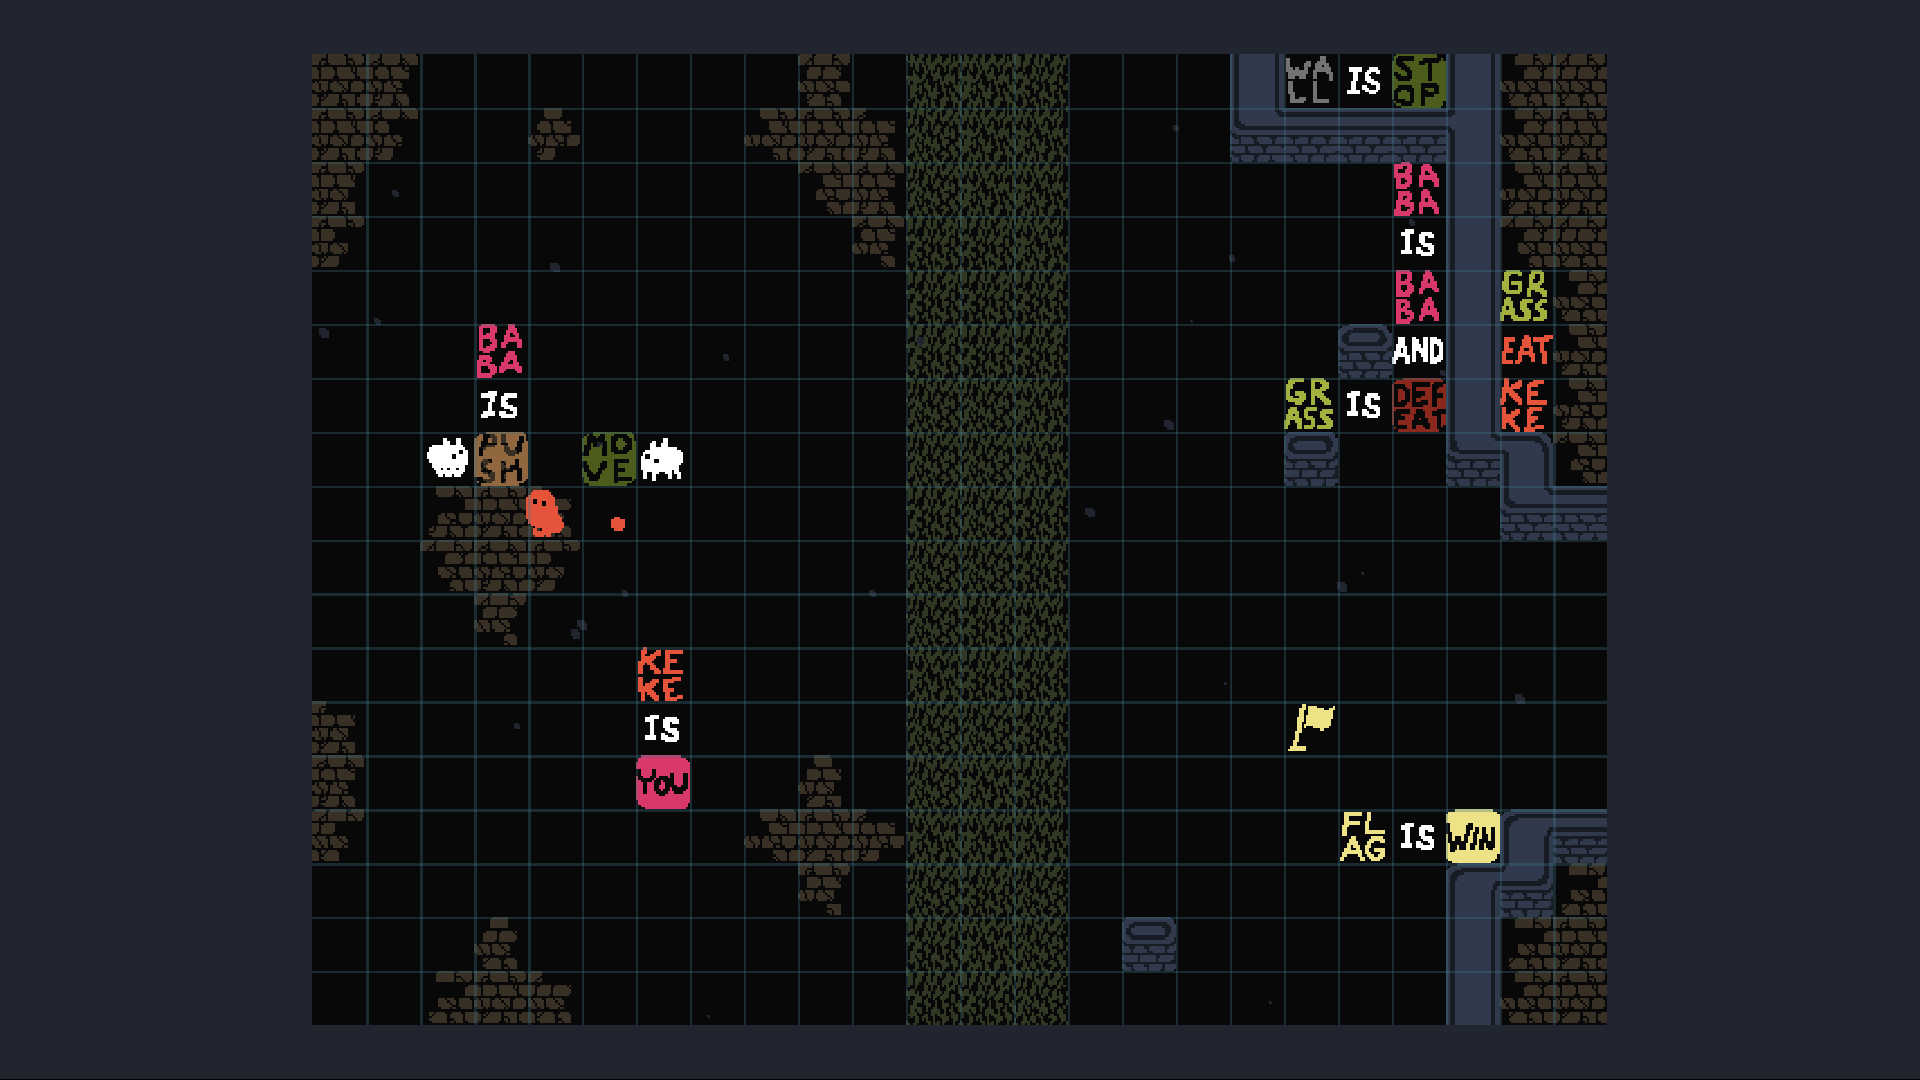 WALL IS STOP
BABA
IS
BABA GRASS
BABA AND EAT
IS GRASS IS DEFEAT KEKE
PUSH MOVE
KEKE
IS
YOU
FLAG IS WIN